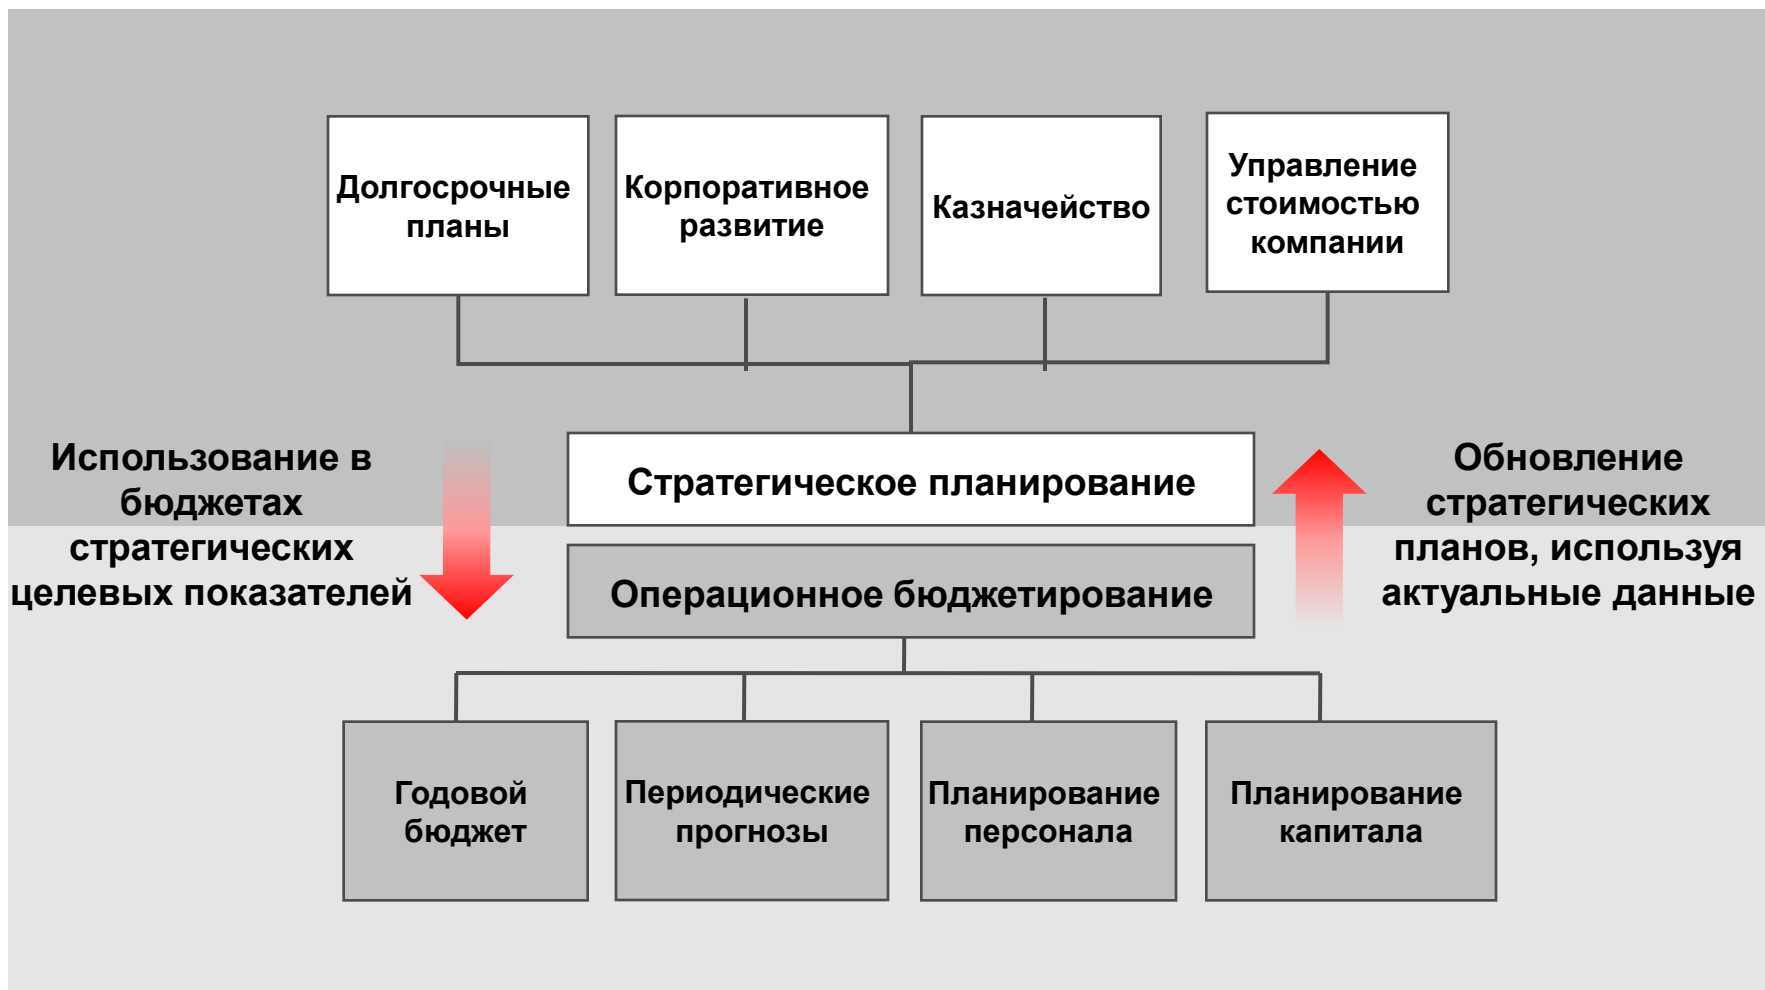 Долгосрочные
планы
Корпоративное
развитие
Казначейство
Управление
стоимостью
компании
Использование в
бюджетах
стратегических
целевых показателей
Стратегическое планирование
Операционное бюджетирование
Обновление
стратегических
планов, используя
актуальные данные
Годовой
бюджет
Периодические
прогнозы
Планирование
персонала
Планирование
капитала